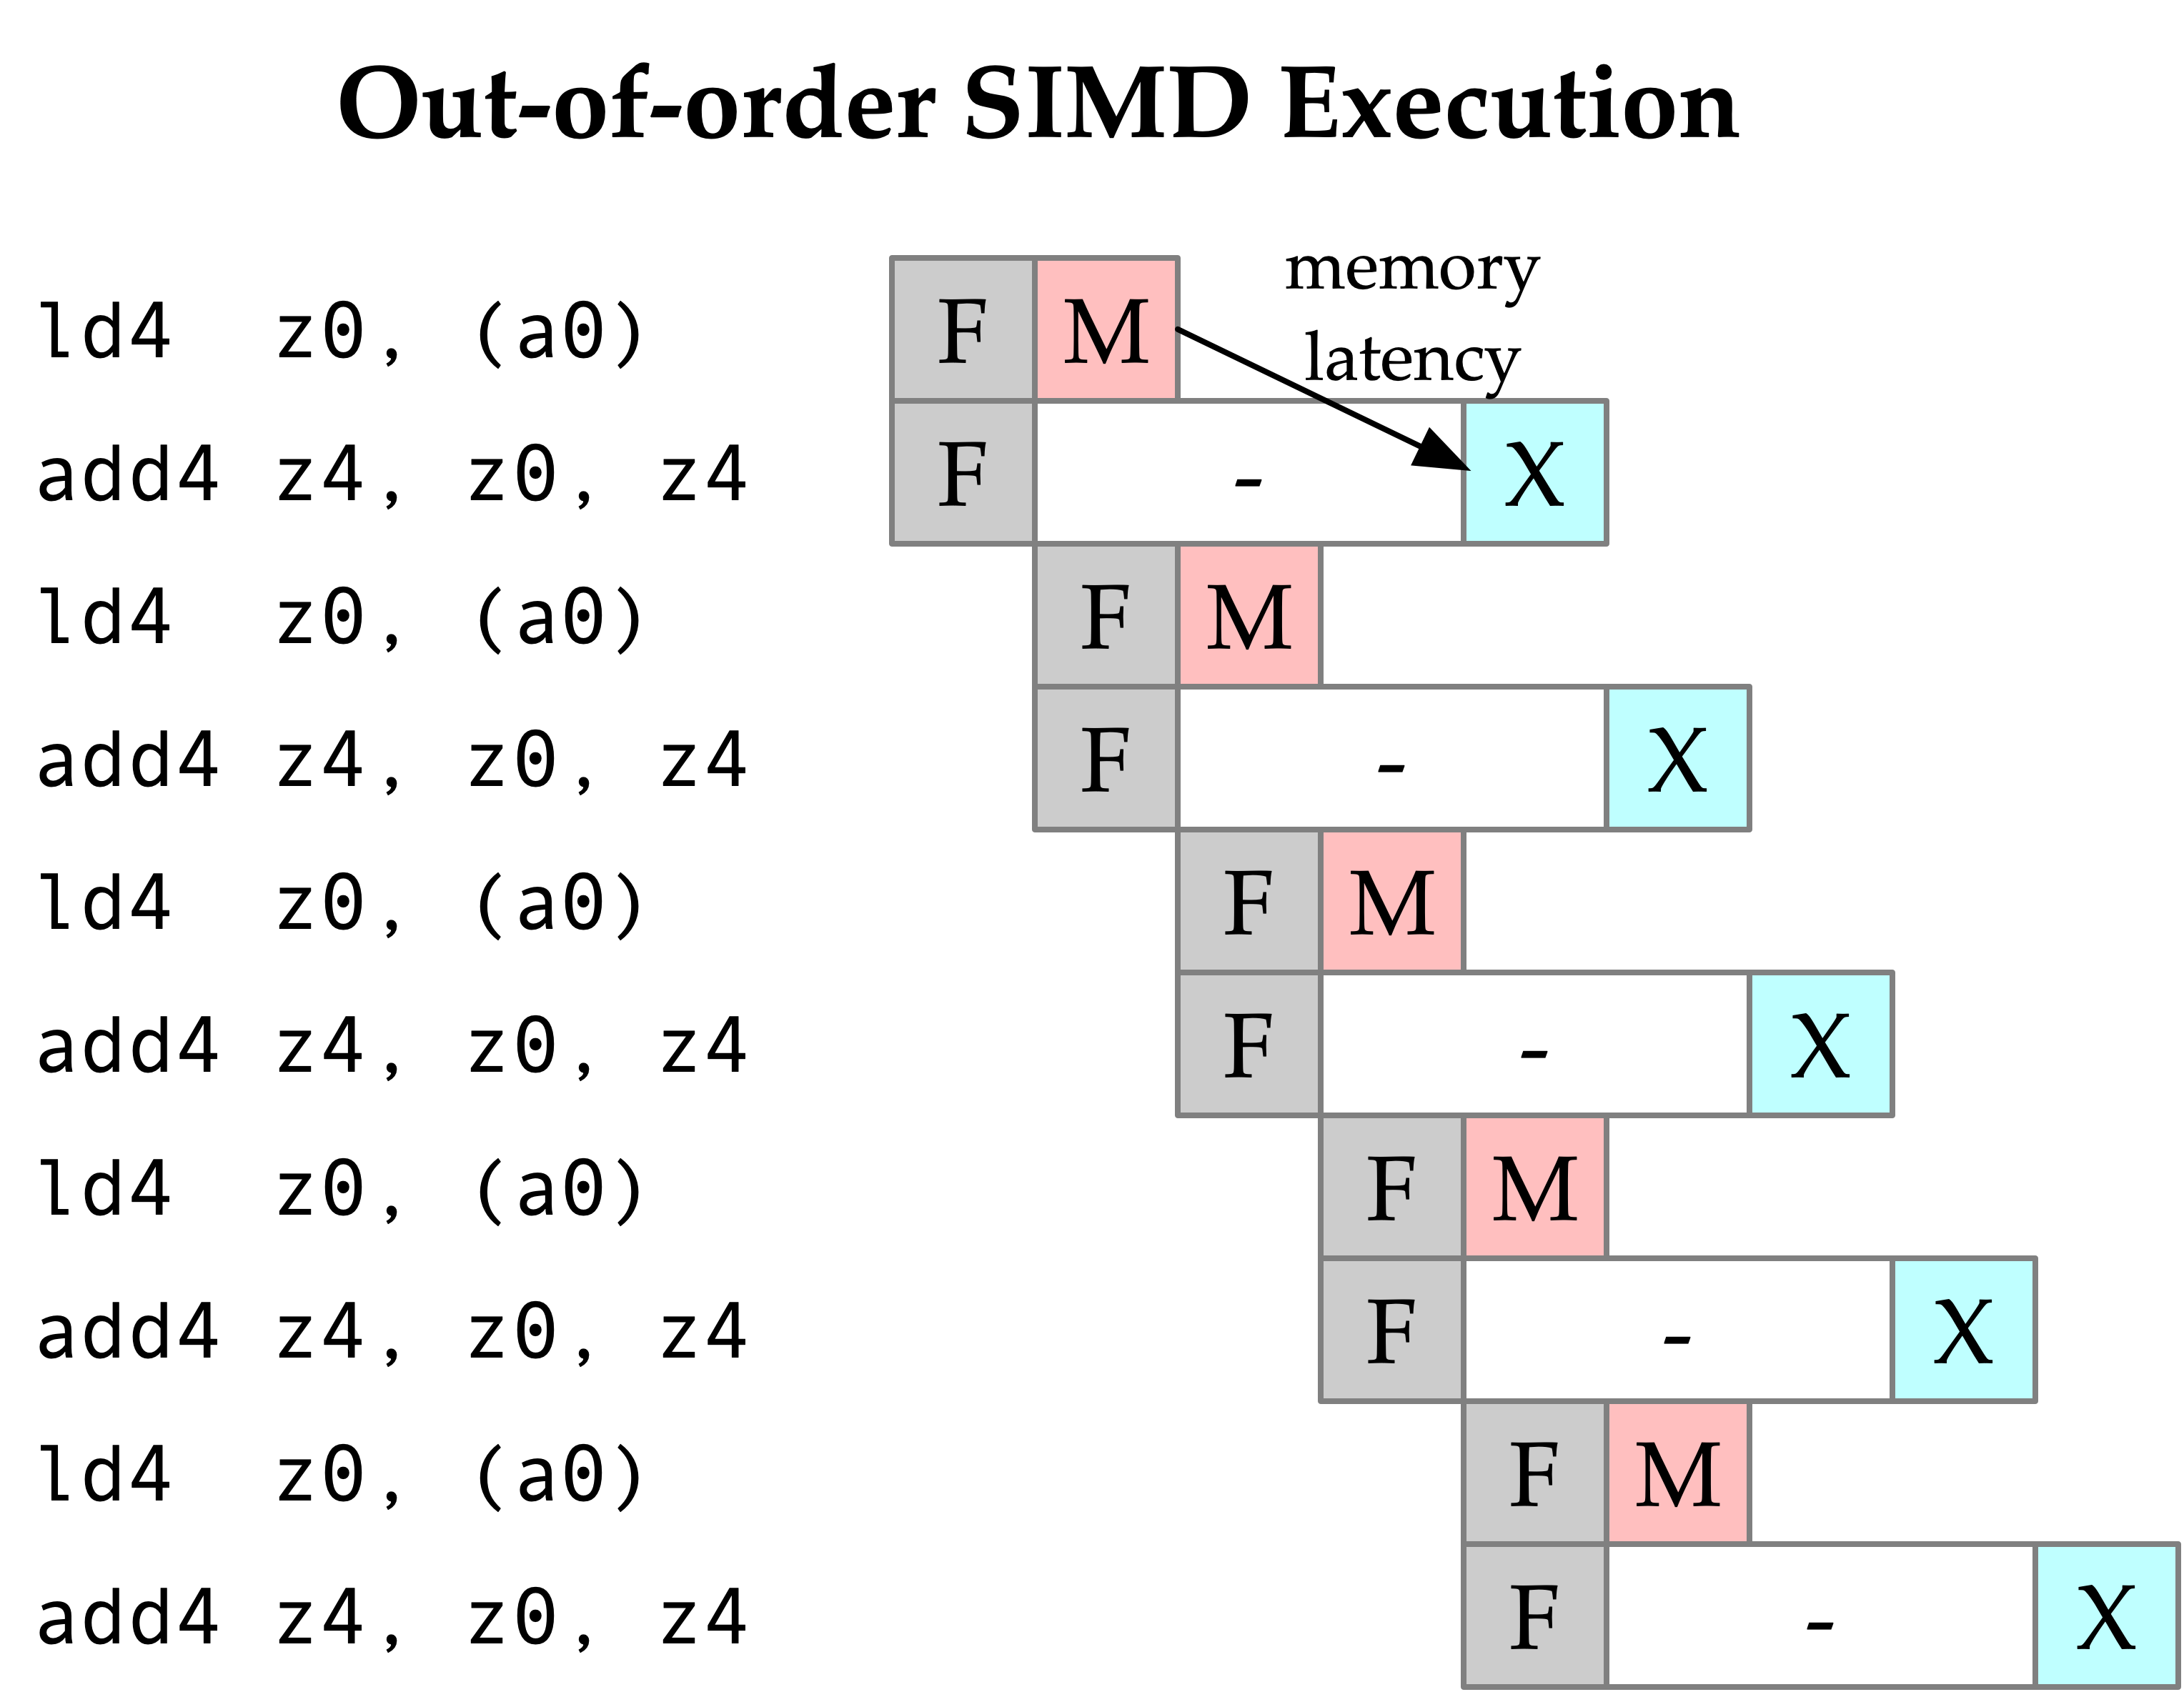 Out-of-order SIMD Execution
memory
latency
ld4 z0, (a0) F M
add4 z4, z0, z4 F - X
ld4 z0, (a0) F M
add4 z4, z0, z4 F - X
ld4 z0, (a0) F M
add4 z4, z0, z4 F - X
ld4 z0, (a0) F M
add4 z4, z0, z4 F - X
ld4 z0, (a0) F M
add4 z4, z0, z4 F - X